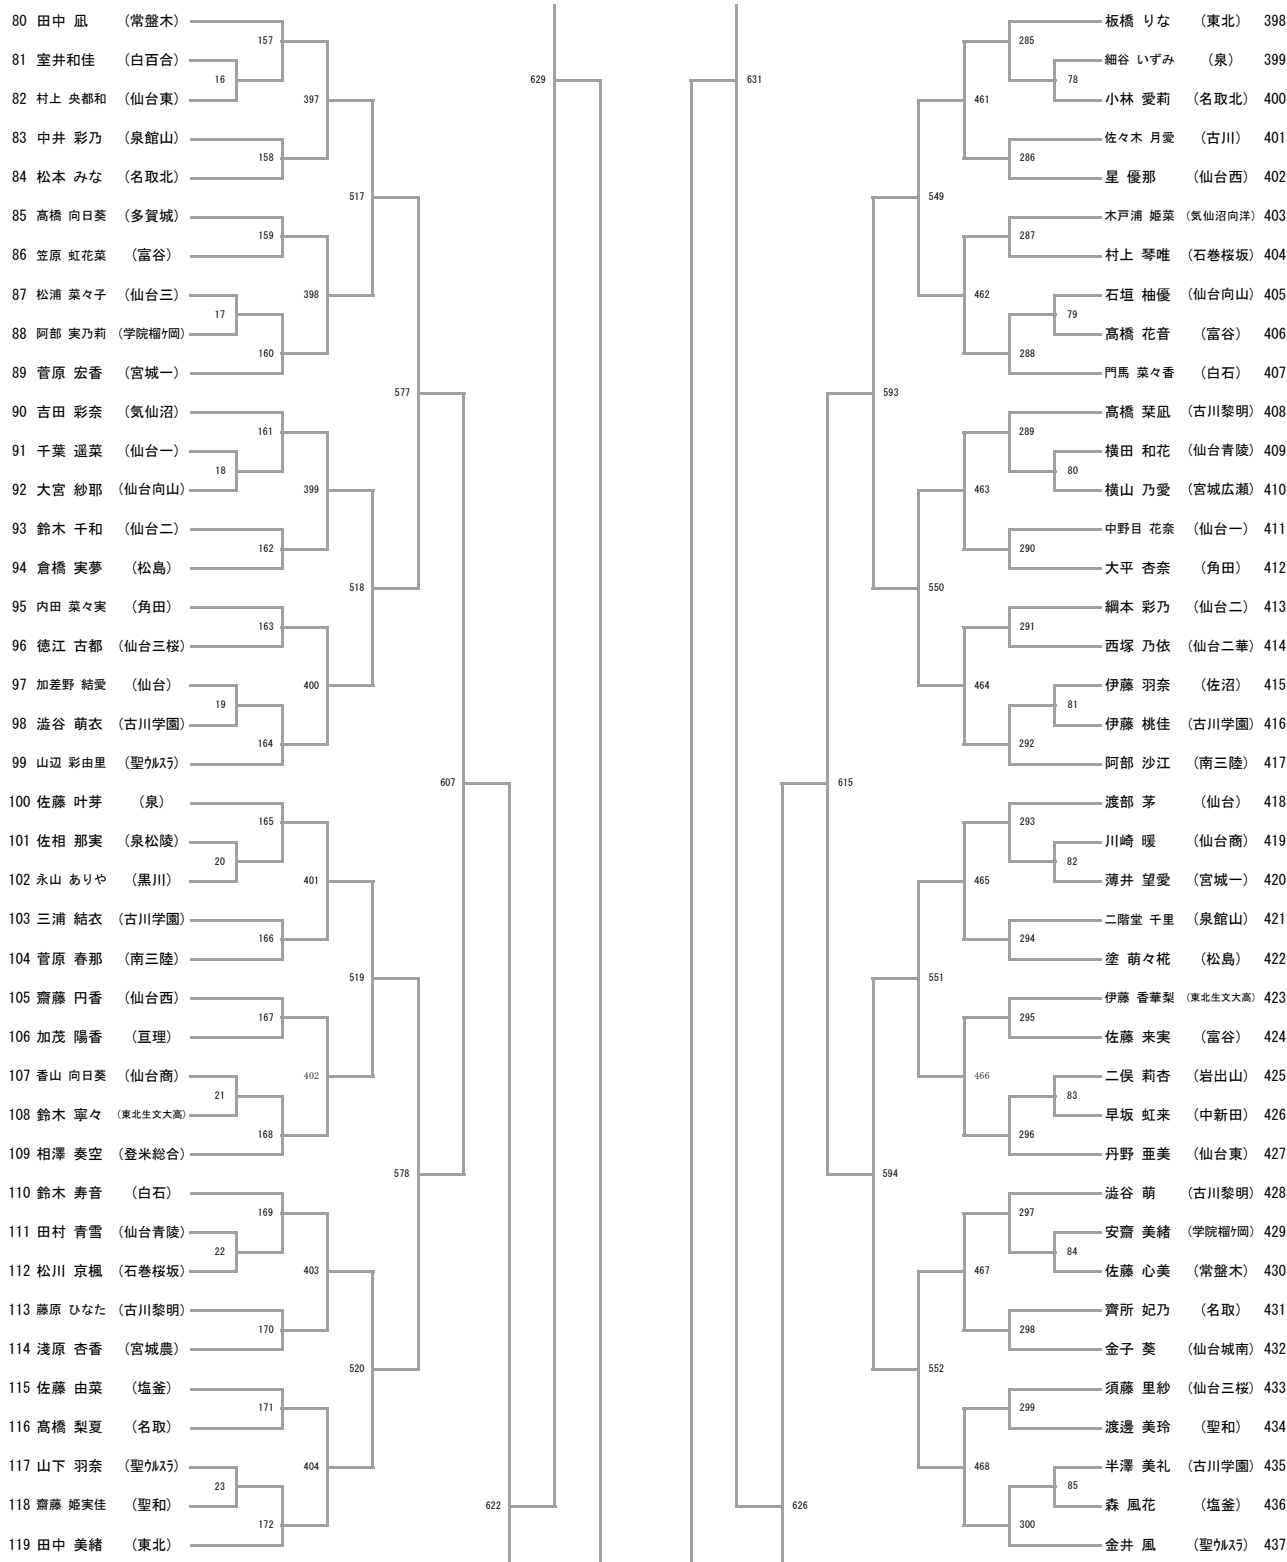 80 田中 凪 （常盤木）
157
81 室井和佳 （白百合）
16
82 村上 央都和 （仙台東）
397
83 中井 彩乃 （泉館山）
158
84 松本 みな （名取北）
517
85 髙橋 向日葵 （多賀城）
159
86 笠原 虹花菜 （富谷）
398
87 松浦 菜々子 （仙台三）
17
88 阿部 実乃莉 （学院榴ケ岡）
160
89 菅原 宏香 （宮城一）
577
90 吉田 彩奈 （気仙沼）
161
91 千葉 遥菜 （仙台一）
18
92 大宮 紗耶 （仙台向山）
399
93 鈴木 千和 （仙台二）
162
94 倉橋 実夢 （松島）
518
95 内田 菜々実 （角田）
163
96 徳江 古都 （仙台三桜）
400
97 加差野 結愛 （仙台）
19
98 澁谷 萌衣 （古川学園）
164
99 山辺 彩由里 （聖ウルスラ）
607
100 佐藤 叶芽 （泉）
165
101 佐相 那実 （泉松陵）
20
102 永山 ありや （黒川）
401
103 三浦 結衣 （古川学園）
166
104 菅原 春那 （南三陸）
519
105 齋藤 円香 （仙台西）
167
106 加茂 陽香 （亘理）
402
107 香山 向日葵 （仙台商）
21
108 鈴木 寧々 （東北生文大高）
168
109 相澤 奏空 （登米総合）
578
110 鈴木 寿音 （白石）
169
111 田村 青雪 （仙台青陵）
22
112 松川 京楓 （石巻桜坂）
403
113 藤原 ひなた （古川黎明）
170
114 淺原 杏香 （宮城農）
520
115 佐藤 由菜 （塩釜）
171
116 髙橋 梨夏 （名取）
404
117 山下 羽奈 （聖ウルスラ）
23
118 齋藤 姫実佳 （聖和）
172
119 田中 美緒 （東北）
622
629
631
板橋 りな （東北） 398
285
細谷 いずみ （泉） 399
78
小林 愛莉 （名取北） 400
461
佐々木 月愛 （古川） 401
286
星 優那 （仙台西） 402
549
木戸浦 姫菜 （気仙沼向洋） 403
287
村上 琴唯 （石巻桜坂） 404
462
石垣 柚優 （仙台向山） 405
79
髙橋 花音 （富谷） 406
288
門馬 菜々香 （白石） 407
593
髙橋 栞凪 （古川黎明） 408
289
横田 和花 （仙台青陵） 409
80
横山 乃愛 （宮城広瀬） 410
463
中野目 花奈 （仙台一） 411
290
大平 杏奈 （角田） 412
550
綱本 彩乃 （仙台二） 413
291
西塚 乃依 （仙台二華） 414
464
伊藤 羽奈 （佐沼） 415
81
伊藤 桃佳 （古川学園） 416
292
阿部 沙江 （南三陸） 417
615
渡部 茅 （仙台） 418
293
川崎 暖 （仙台商） 419
82
薄井 望愛 （宮城一） 420
465
二階堂 千里 （泉館山） 421
294
塗 萌々椛 （松島） 422
551
伊藤 香華梨 （東北生文大高） 423
295
佐藤 来実 （富谷） 424
466
二俣 莉杏 （岩出山） 425
83
早坂 虹来 （中新田） 426
296
丹野 亜美 （仙台東） 427
594
澁谷 萌 （古川黎明） 428
297
安齋 美緒 （学院榴ケ岡） 429
84
佐藤 心美 （常盤木） 430
467
齊所 妃乃 （名取） 431
298
金子 葵 （仙台城南） 432
552
須藤 里紗 （仙台三桜） 433
299
渡邊 美玲 （聖和） 434
468
半澤 美礼 （古川学園） 435
85
森 風花 （塩釜） 436
300
金井 風 （聖ウルスラ） 437
626